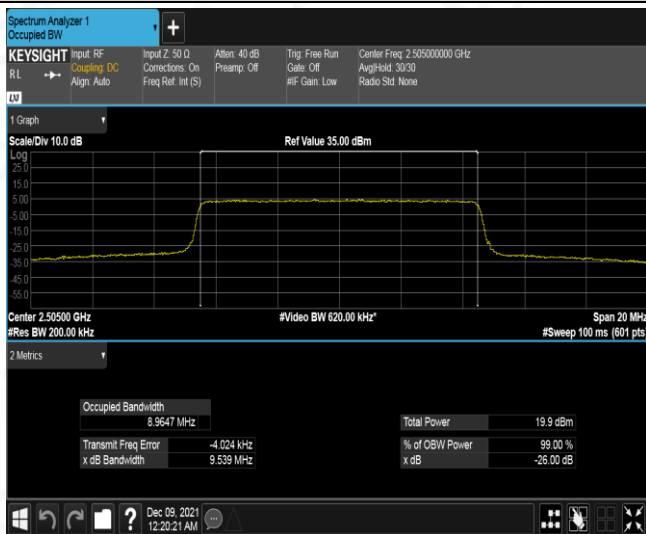 Spectrum Analyzer 1
Occupied BW
+
KEYSIGHT Input: RF Input Z: 50 Ω Atten: 40 dB Trig: Free Run Center Freq: 2.505000000 GHz
RL Coupling: DC Corrections: On Preamp: Off Gate: Off Avg|Hold: 30/30
Align: Auto Freq Ref: Int (S) #IF Gain: Low Radio Std: None
LXI
1 Graph
Scale/Div 10.0 dB Ref Value 35.00 dBm
Log
25.0
15.0
5.00
-5.00
-15.0
-25.0
-35.0
-45.0
-55.0
Center 2.50500 GHz #Video BW 620.00 kHz* Span 20 MHz
#Res BW 200.00 kHz #Sweep 100 ms (601 pts)
2 Metrics
Occupied Bandwidth
8.9647 MHz Total Power 19.9 dBm
Transmit Freq Error -4.024 kHz % of OBW Power 99.00 %
x dB Bandwidth 9.539 MHz x dB -26.00 dB
? Dec 09, 2021
12:20:21 AM